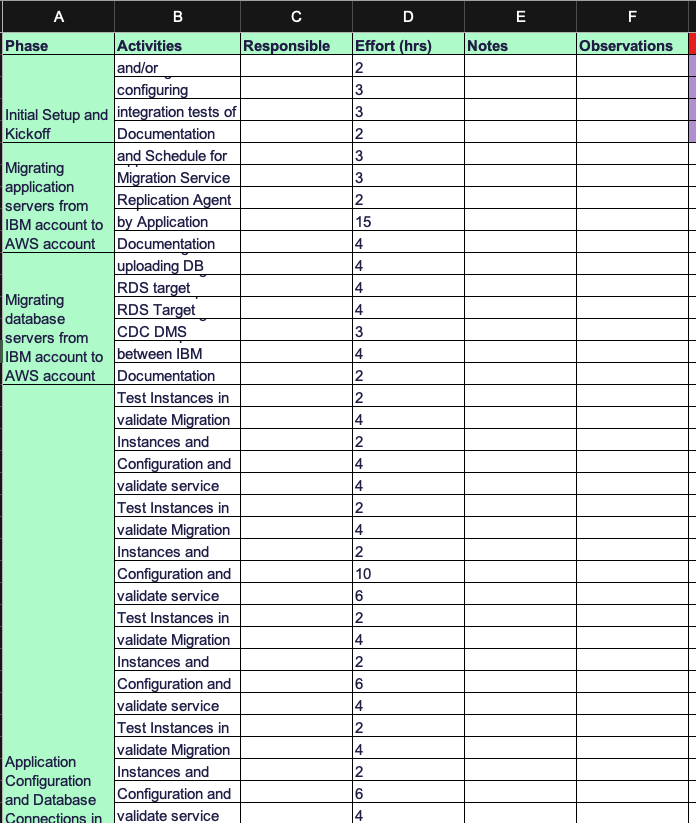 A B C D E F
Phase Activities Responsible Effort (hrs) Notes Observations
Initial Setup and
Kickoff
and/or 2
configuring 3
integration tests of 3
Documentation 2
Migrating
application
servers from
IBM account to
AWS account
and Schedule for 3
Migration Service 3
Replication Agent 2
by Application 15
Documentation 4
Migrating
database
servers from
IBM account to
AWS account
uploading DB 4
RDS target 4
RDS Target 4
CDC DMS 3
between IBM 4
Documentation 2
Application
Configuration
and Database
Connections in
Test Instances in 2
validate Migration 4
Instances and 2
Configuration and 4
validate service 4
Test Instances in 2
validate Migration 4
Instances and 2
Configuration and 10
validate service 6
Test Instances in 2
validate Migration 4
Instances and 2
Configuration and 6
validate service 4
Test Instances in 2
validate Migration 4
Instances and 2
Configuration and 6
validate service 4